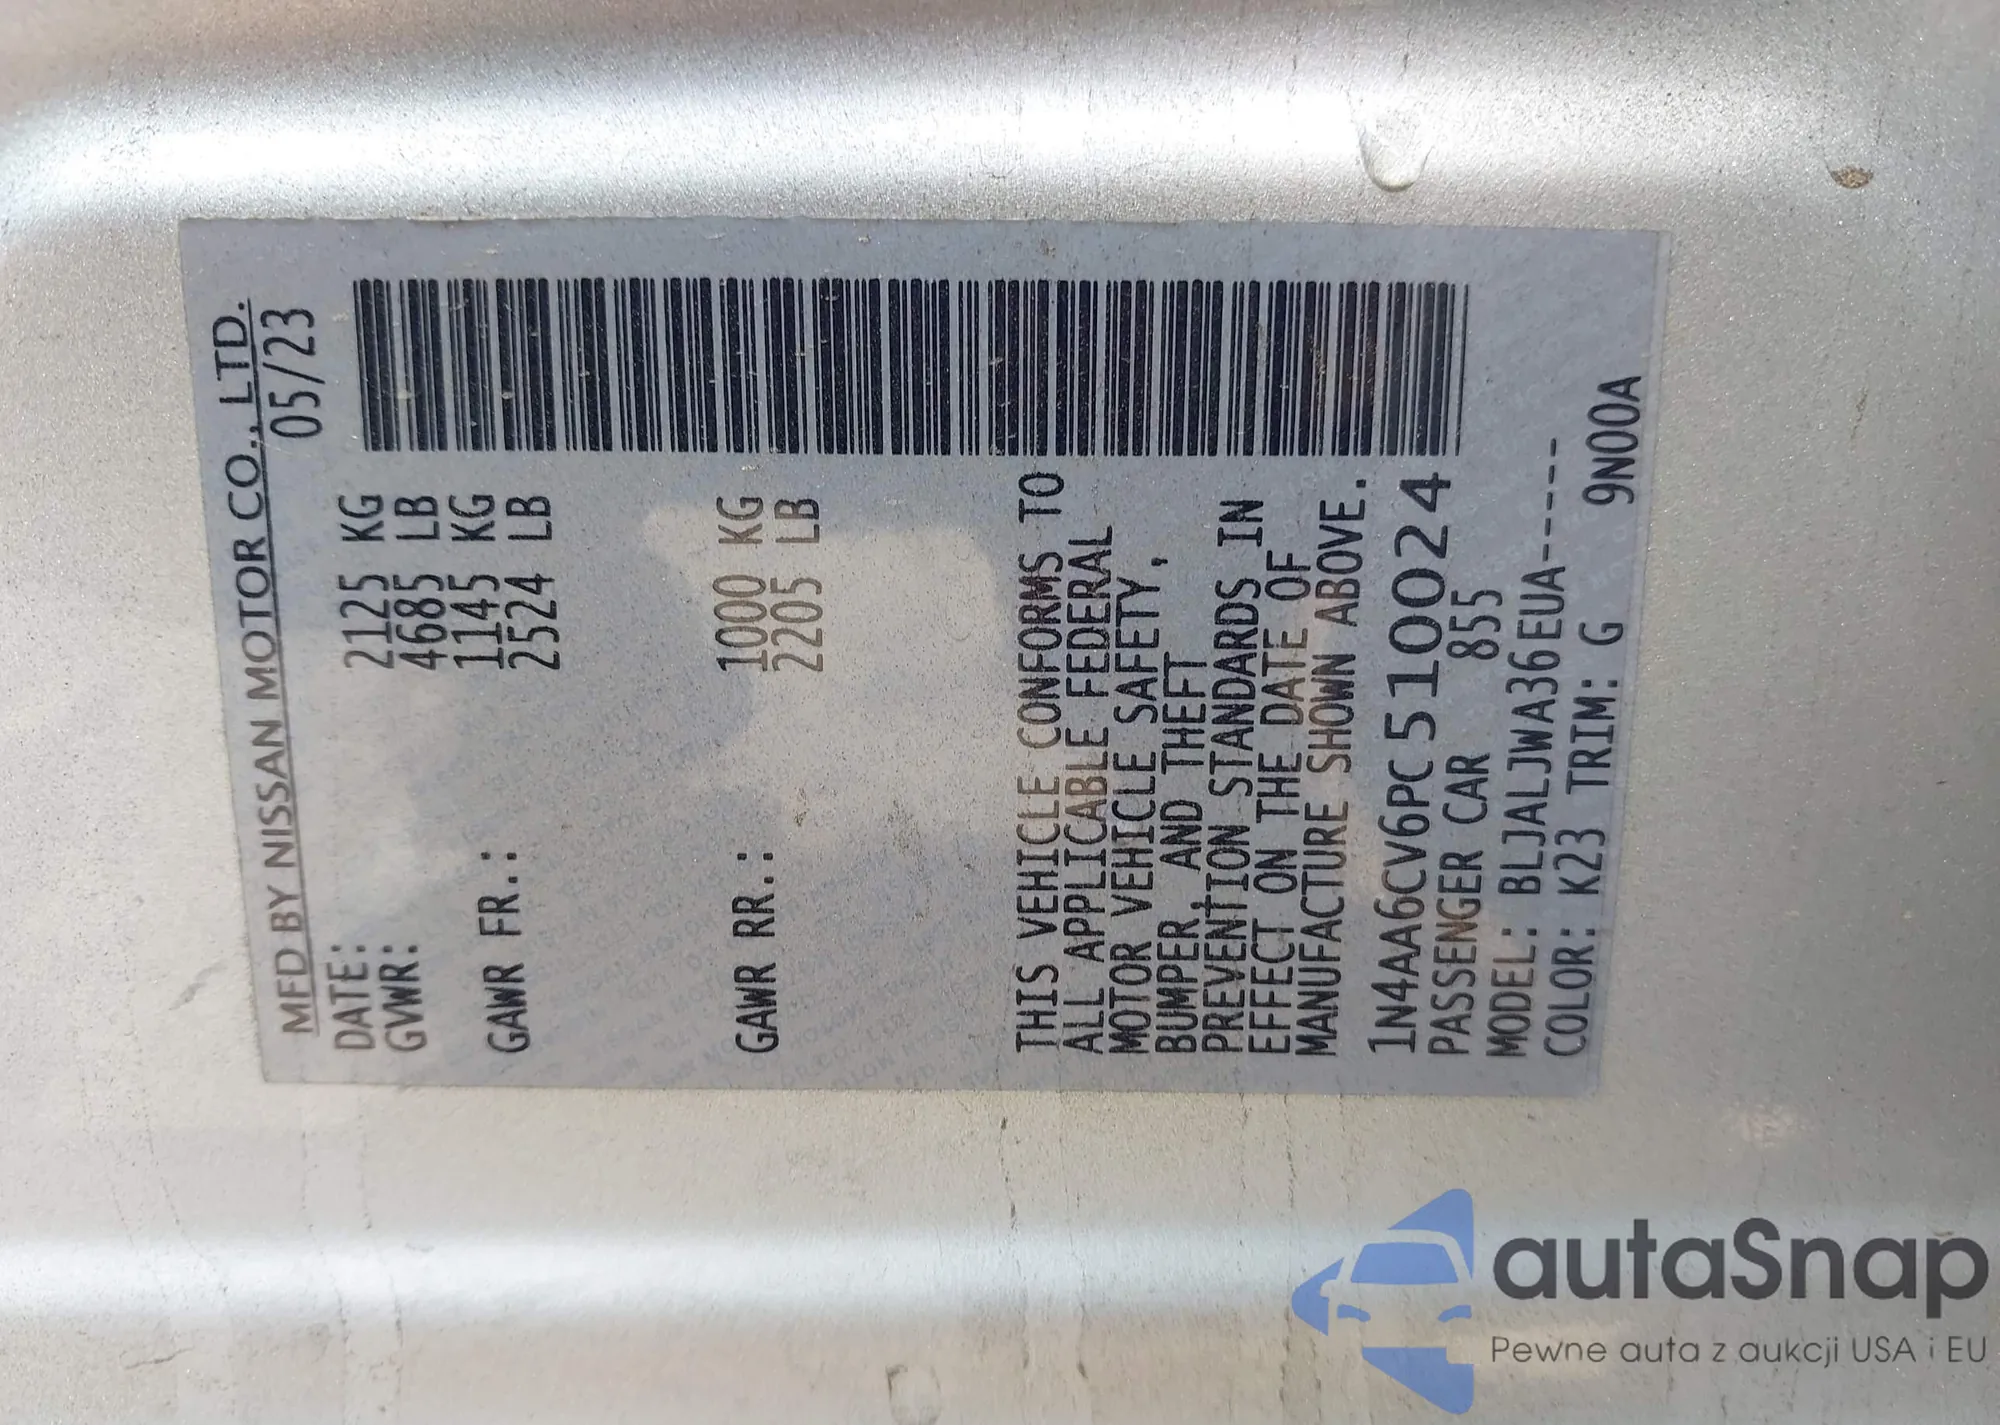 MFD BY NISSAN MOTOR CO., LTD.
DATE: 05/23
GVWR: 2125 KG
4685 LB
GAWR FR.: 1145 KG
2524 LB
GAWR RR.: 1000 KG
2205 LB
THIS VEHICLE CONFORMS TO
ALL APPLICABLE FEDERAL
MOTOR VEHICLE SAFETY,
BUMPER, AND THEFT
PREVENTION STANDARDS IN
EFFECT ON THE DATE OF
MANUFACTURE SHOWN ABOVE.
1N4AA6CV6PC510024
PASSENGER CAR 855
MODEL: BLJALJWA36EUA-----
COLOR: K23 TRIM: G 9N00A
autaSnap
Pewne auta z aukcji USA i EU